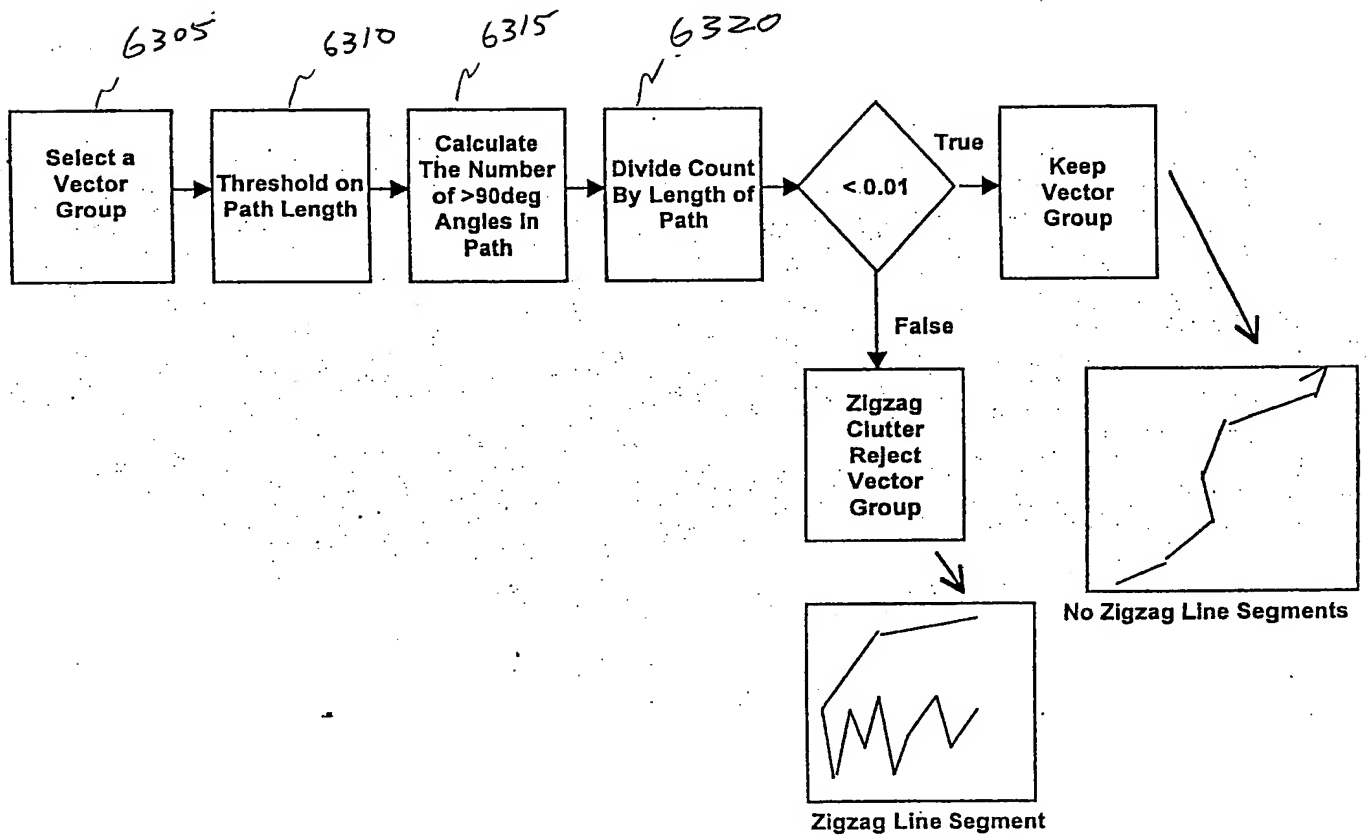 6305
6310
6315
6320
Select a
Vector
Group
Threshold on
Path Length
Calculate
The Number
of >90deg
Angles in
Path
Divide Count
By Length of
Path
< 0.01
True
Keep
Vector
Group
False
Zigzag
Clutter
Reject
Vector
Group
No Zigzag Line Segments
Zigzag Line Segment